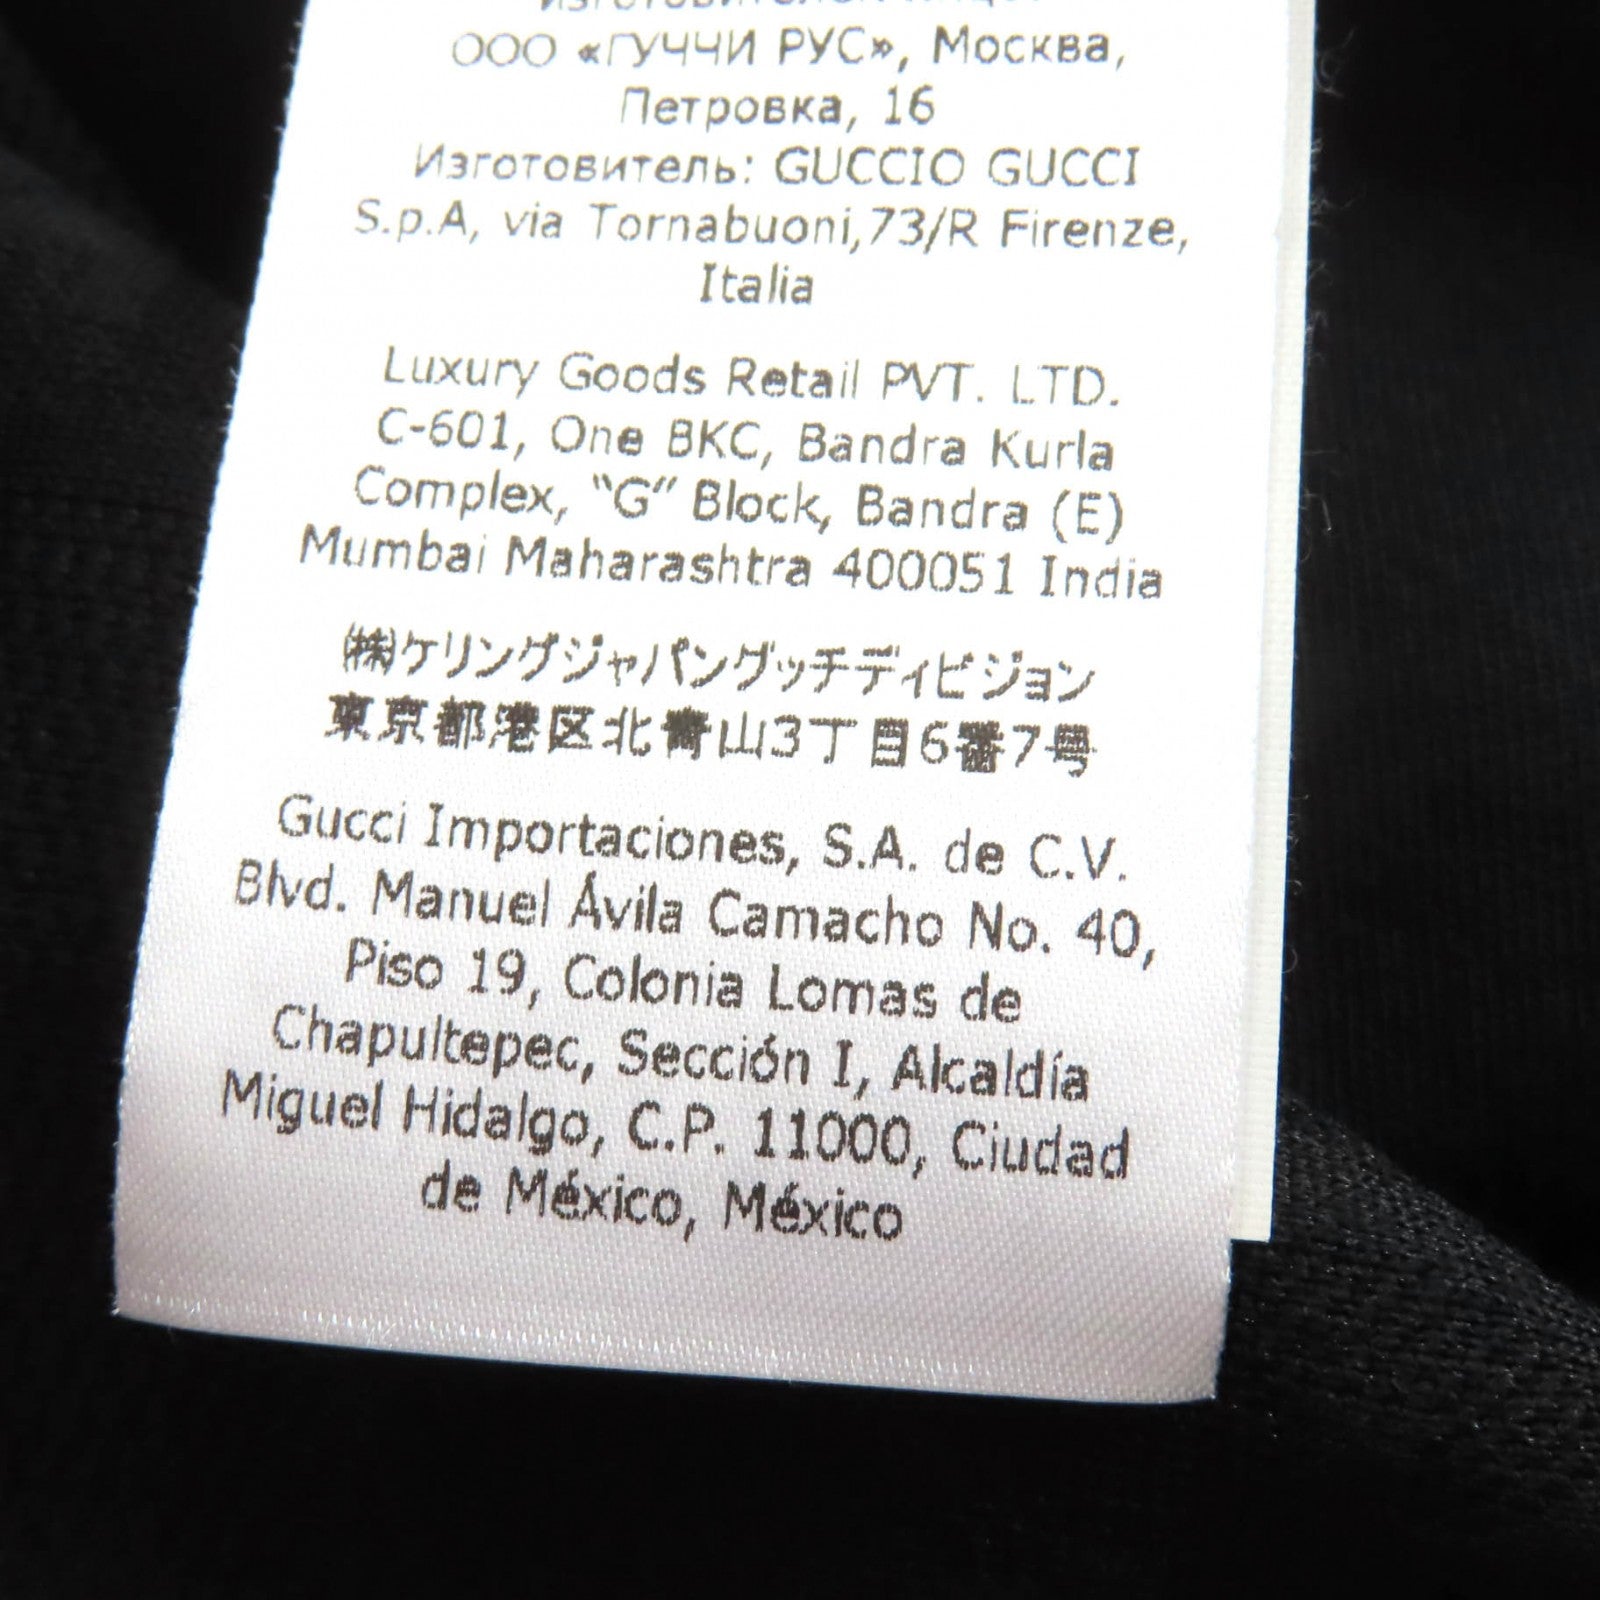 ООО «ГУЧЧИ РУС», Москва,
Петровка, 16
Изготовитель: GUCCIO GUCCI
S.p.A, via Tornabuoni,73/R Firenze,
Italia
Luxury Goods Retail PVT. LTD.
C-601, One BKC, Bandra Kurla
Complex, “G” Block, Bandra (E)
Mumbai Maharashtra 400051 India
㈱ケリングジャパングッチディビジョン
東京都港区北青山3丁目6番7号
Gucci Importaciones, S.A. de C.V.
Blvd. Manuel Ávila Camacho No. 40,
Piso 19, Colonia Lomas de
Chapultepec, Sección I, Alcaldía
Miguel Hidalgo, C.P. 11000, Ciudad
de México, México